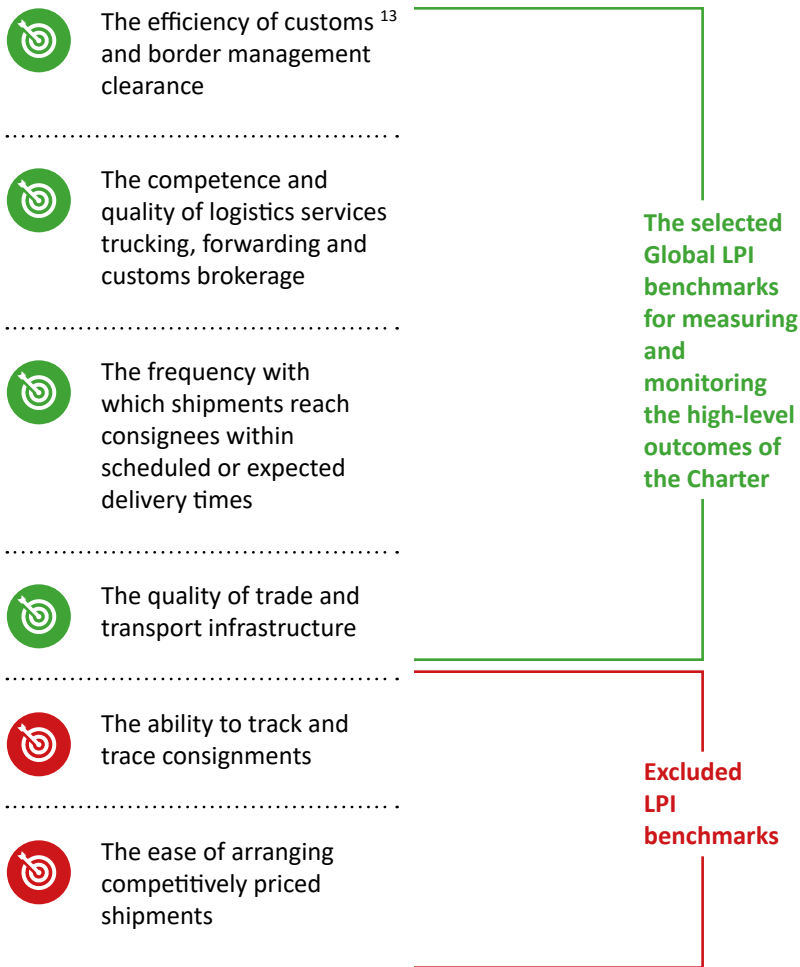 The efficiency of customs 13
and border management
clearance
The competence and
quality of logistics services
trucking, forwarding and
customs brokerage
The frequency with
which shipments reach
consignees within
scheduled or expected
delivery times
The quality of trade and
transport infrastructure
The selected
Global LPI
benchmarks
for measuring
and
monitoring
the high-level
outcomes of
the Charter
The ability to track and
trace consignments
The ease of arranging
competitively priced
shipments
Excluded
LPI
benchmarks